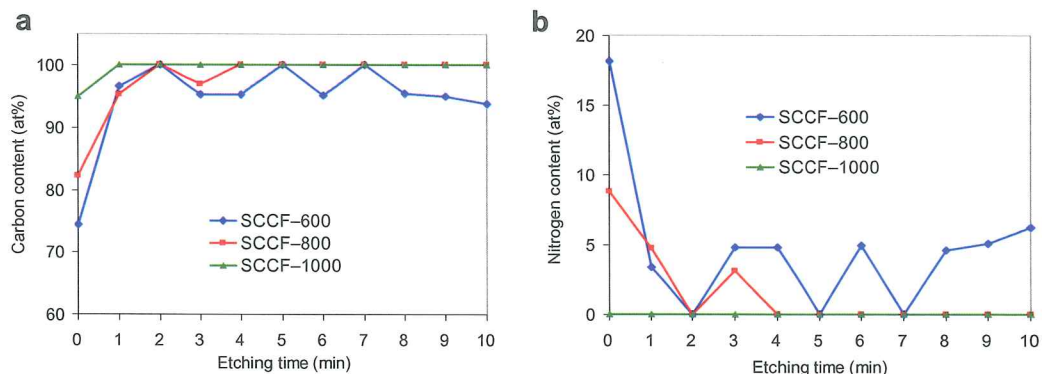 a
Carbon content (at%)
100
90
80
70
60
SCCF–600
SCCF–800
SCCF–1000
0 1 2 3 4 5 6 7 8 9 10
Etching time (min)
b
Nitrogen content (at%)
20
15
10
5
0
SCCF–600
SCCF–800
SCCF–1000
0 1 2 3 4 5 6 7 8 9 10
Etching time (min)